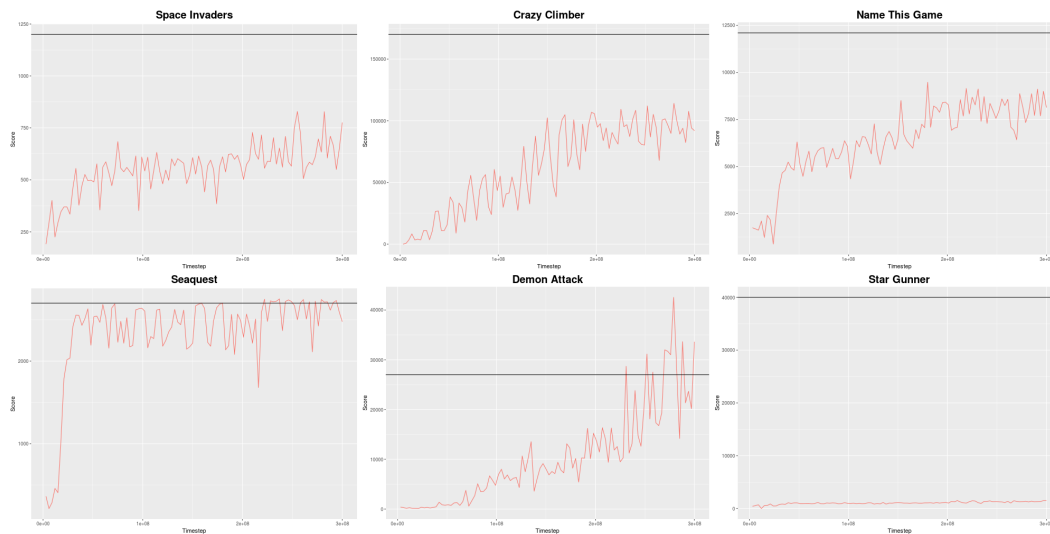 Space Invaders
1250
1000
750
500
250
Score
0e+00 1e+08 2e+08 3e+08
Timestep
Crazy Climber
150000
100000
50000
0
Score
0e+00 1e+08 2e+08 3e+08
Timestep
Name This Game
12500
10000
7500
5000
2500
Score
0e+00 1e+08 2e+08 3e+08
Timestep
Seaquest
2000
1000
Score
0e+00 1e+08 2e+08 3e+08
Timestep
Demon Attack
40000
30000
20000
10000
0
Score
0e+00 1e+08 2e+08 3e+08
Timestep
Star Gunner
40000
30000
20000
10000
0
Score
0e+00 1e+08 2e+08 3e+08
Timestep